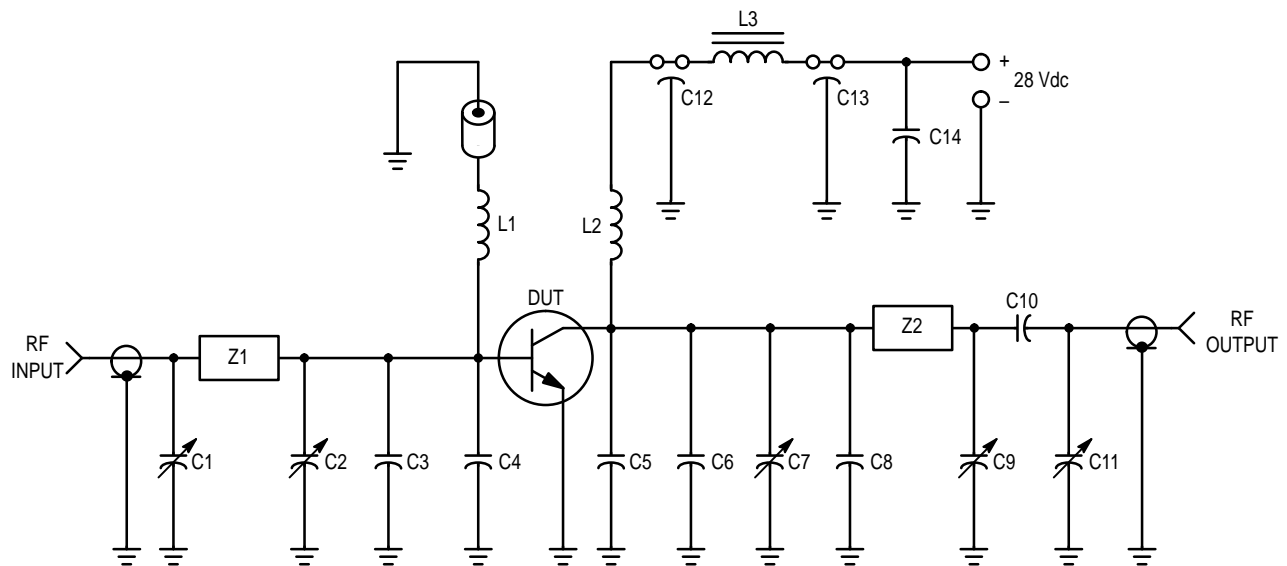 L3
C12
C13
+
28 Vdc
–
C14
L1
L2
DUT
C10
RF
INPUT
Z1
Z2
RF
OUTPUT
C1
C2
C3
C4
C5
C6
C7
C8
C9
C11